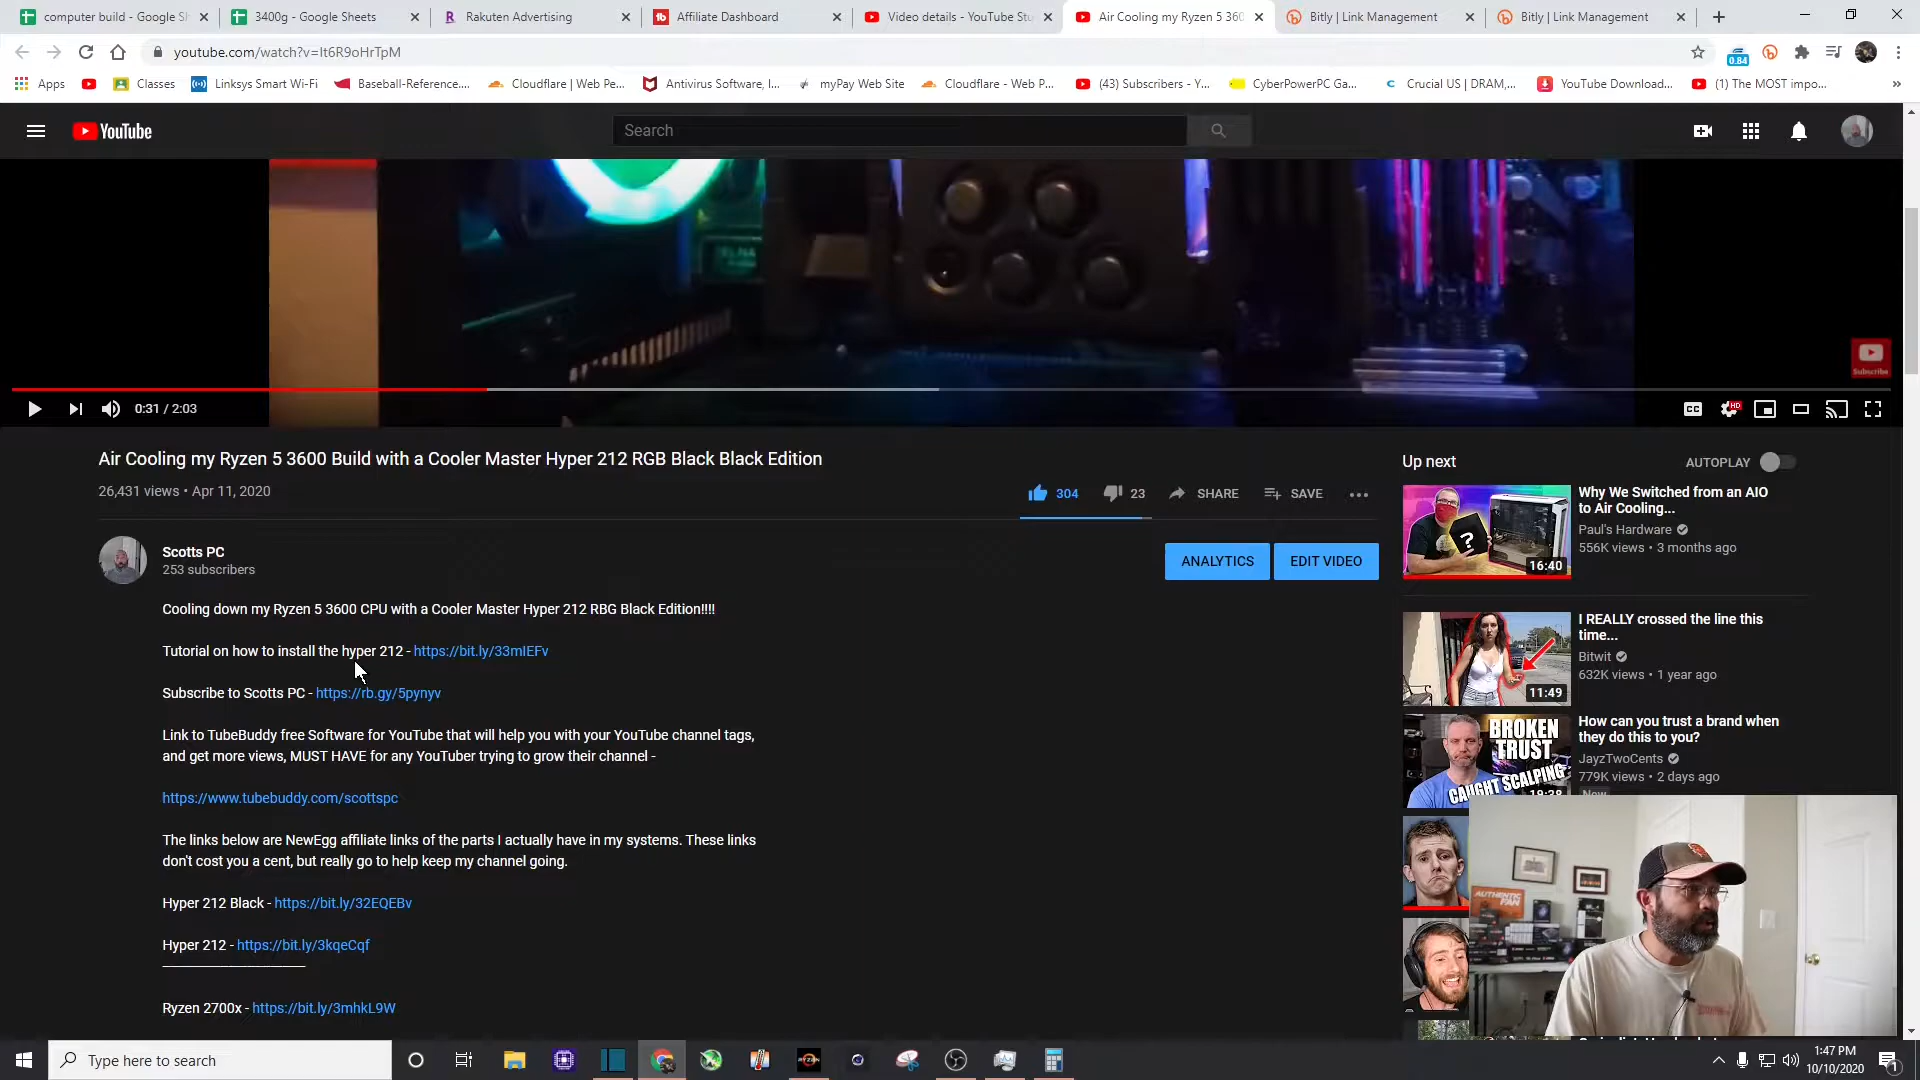 computer build - Google Sh
3400g - Google Sheets
Rakuten Advertising
Affiliate Dashboard
Video details - YouTube Stu
Air Cooling my Ryzen 5 360
Bitly | Link Management
Bitly | Link Management
youtube.com/watch?v=It6R9oHrTpM
0.84
Apps
Classes
Linksys Smart Wi-Fi
Baseball-Reference....
Cloudflare | Web Pe...
Antivirus Software, I...
myPay Web Site
Cloudflare - Web P...
(43) Subscribers - Y...
CyberPowerPC Ga...
Crucial US | DRAM,...
YouTube Download...
(1) The MOST impo...
YouTube
Search
Subscribe
0:31 / 2:03
CC
HD
Air Cooling my Ryzen 5 3600 Build with a Cooler Master Hyper 212 RGB Black Black Edition
26,431 views • Apr 11, 2020
304
23
SHARE
SAVE
Scotts PC
253 subscribers
ANALYTICS
EDIT VIDEO
Cooling down my Ryzen 5 3600 CPU with a Cooler Master Hyper 212 RBG Black Edition!!!!
Tutorial on how to install the hyper 212 - https://bit.ly/33mIEFv
Subscribe to Scotts PC - https://rb.gy/5pynyv
Link to TubeBuddy free Software for YouTube that will help you with your YouTube channel tags,
and get more views, MUST HAVE for any YouTuber trying to grow their channel -
https://www.tubebuddy.com/scottspc
The links below are NewEgg affiliate links of the parts I actually have in my systems. These links
don't cost you a cent, but really go to help keep my channel going.
Hyper 212 Black - https://bit.ly/32EQEBv
Hyper 212 - https://bit.ly/3kqeCqf
Ryzen 2700x - https://bit.ly/3mhkL9W
Up next
AUTOPLAY
Why We Switched from an AIO
to Air Cooling...
Paul's Hardware
556K views • 3 months ago
?
16:40
I REALLY crossed the line this
time...
Bitwit
632K views • 1 year ago
11:49
How can you trust a brand when
they do this to you?
JayzTwoCents
779K views • 2 days ago
New
BROKEN
TRUST
CAUGHT SCALPING
19:38
AUTHENTIC
FAN
Type here to search
RYZEN
1:47 PM
10/10/2020
1